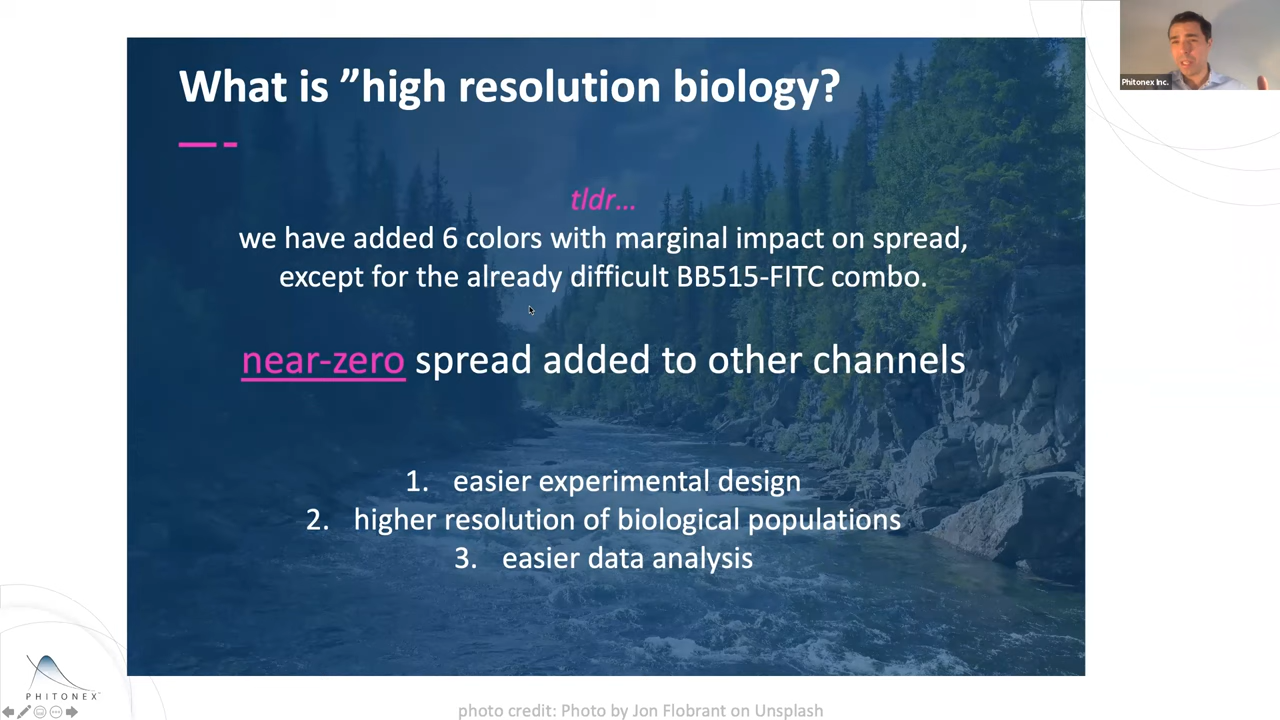 What is ”high resolution biology?
tldr...
we have added 6 colors with marginal impact on spread,
except for the already difficult BB515-FITC combo.
near-zero spread added to other channels
1. easier experimental design
2. higher resolution of biological populations
3. easier data analysis
Phitonex Inc.
PHITONEX
photo credit: Photo by Jon Flobrant on Unsplash